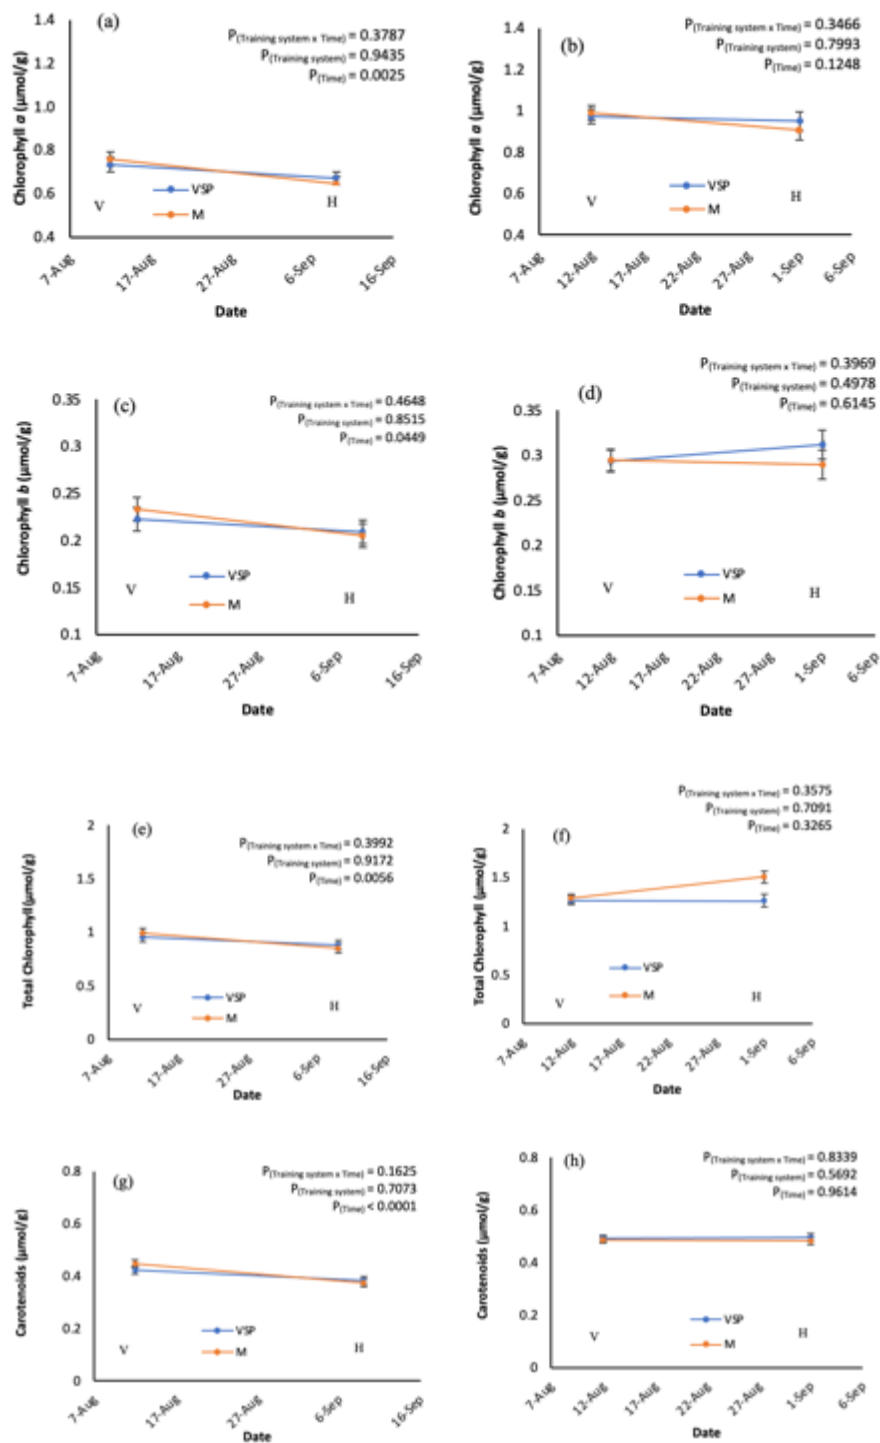 (a)
P(Training system x Time) = 0.3787
P(Training system) = 0.9435
P(Time) = 0.0025
Chlorophyll a (µmol/g)
1.4
1.2
1.0
0.8
0.6
0.4
VSP
M
V
H
7-Aug
17-Aug
27-Aug
6-Sep
16-Sep
Date
(b)
P(Training system x Time) = 0.3466
P(Training system) = 0.7993
P(Time) = 0.1248
Chlorophyll a (µmol/g)
1.4
1.2
1
0.8
0.6
0.4
VSP
M
V
H
7-Aug
12-Aug
17-Aug
22-Aug
27-Aug
1-Sep
6-Sep
Date
(c)
P(Training system x Time) = 0.4648
P(Training system) = 0.8515
P(Time) = 0.0449
Chlorophyll b (µmol/g)
0.35
0.3
0.25
0.2
0.15
0.1
VSP
M
V
H
7-Aug
17-Aug
27-Aug
6-Sep
16-Sep
Date
(d)
P(Training system x Time) = 0.3969
P(Training system) = 0.4978
P(Time) = 0.6145
Chlorophyll b (µmol/g)
0.35
0.3
0.25
0.2
0.15
0.1
VSP
M
V
H
7-Aug
12-Aug
17-Aug
22-Aug
27-Aug
1-Sep
6-Sep
Date
(e)
P(Training system x Time) = 0.3992
P(Training system) = 0.9172
P(Time) = 0.0056
Total Chlorophyll(µmol/g)
2
1.5
1
0.5
0
VSP
M
V
H
7-Aug
17-Aug
27-Aug
6-Sep
16-Sep
Date
(f)
P(Training system x Time) = 0.3575
P(Training system) = 0.7091
P(Time) = 0.3265
Total Chlorophyll (µmol/g)
2
1.5
1
0.5
0
VSP
M
V
H
7-Aug
12-Aug
17-Aug
22-Aug
27-Aug
1-Sep
6-Sep
Date
(g)
P(Training system x Time) = 0.1625
P(Training system) = 0.7073
P(Time) < 0.0001
Carotenoids (µmol/g)
0.8
0.6
0.4
0.2
0
VSP
M
V
H
7-Aug
17-Aug
27-Aug
6-Sep
16-Sep
Date
(h)
P(Training system x Time) = 0.8339
P(Training system) = 0.5692
P(Time) = 0.9614
Carotenoids (µmol/g)
0.8
0.6
0.4
0.2
0
VSP
M
V
H
7-Aug
12-Aug
17-Aug
22-Aug
27-Aug
1-Sep
6-Sep
Date